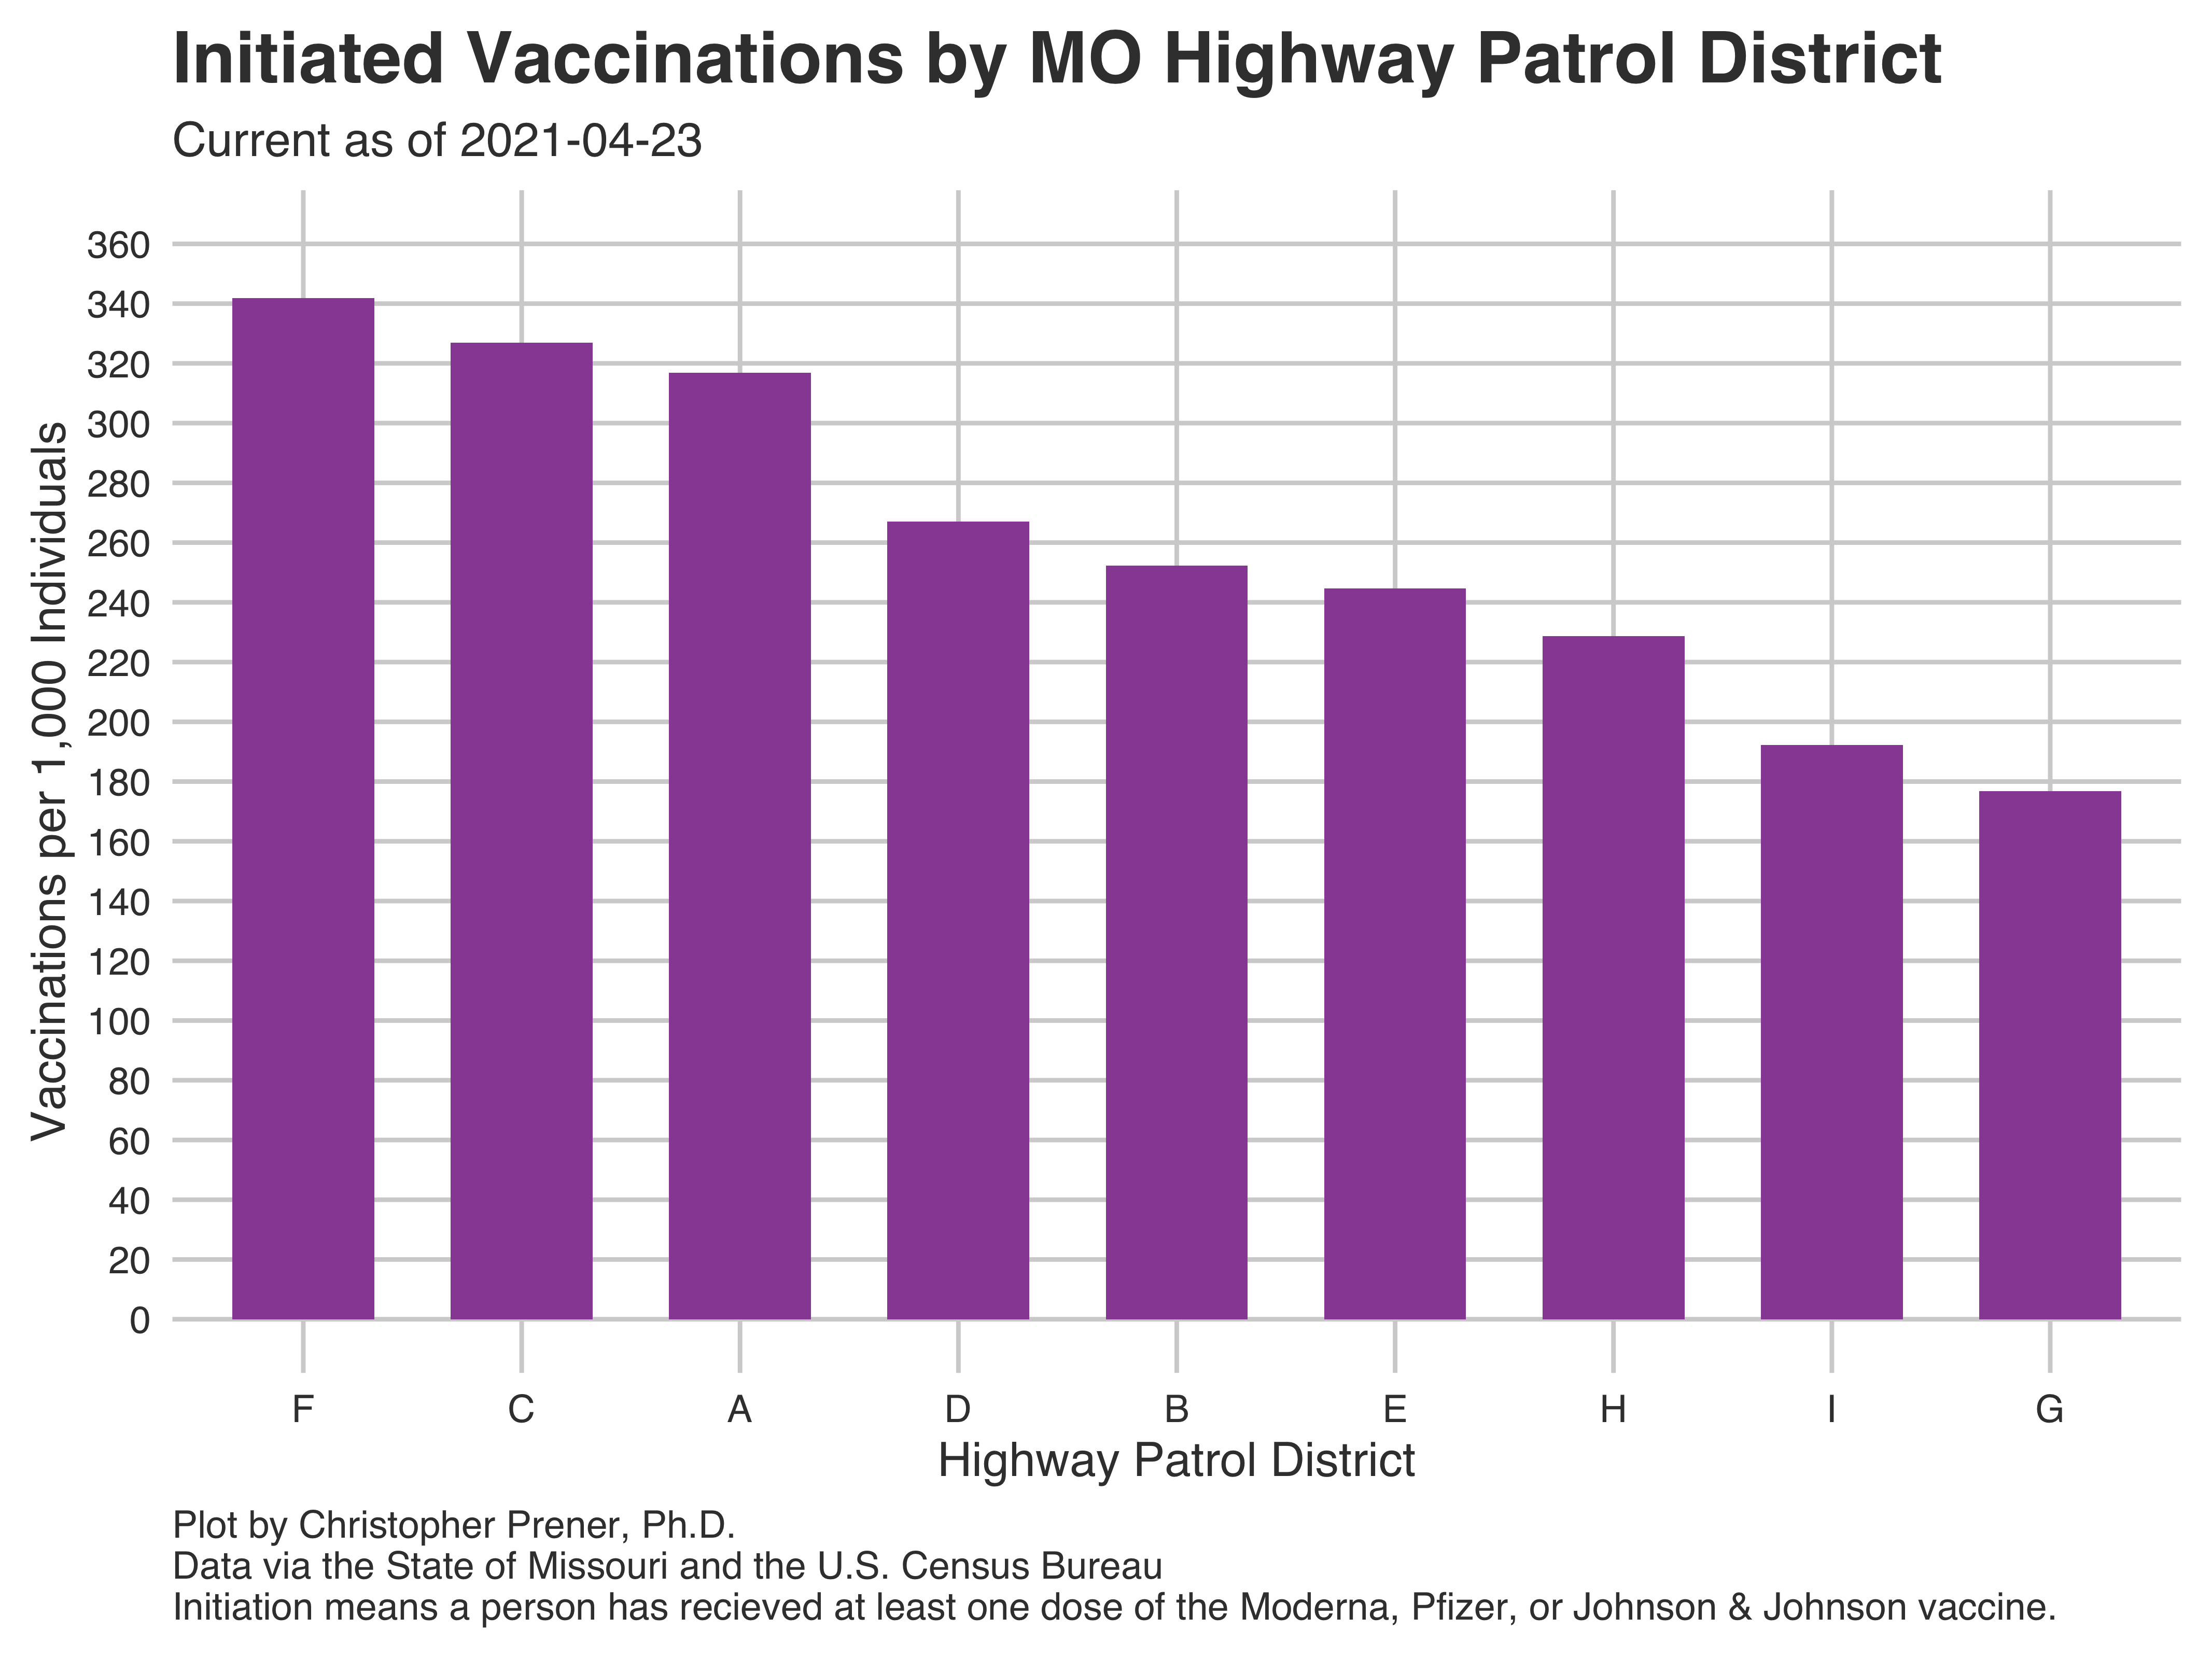 Initiated Vaccinations by MO Highway Patrol District
Current as of 2021-04-23
Vaccinations per 1,000 Individuals
360
340
320
300
280
260
240
220
200
180
160
140
120
100
80
60
40
20
0
F C A D B E H I G
Highway Patrol District
Plot by Christopher Prener, Ph.D.
Data via the State of Missouri and the U.S. Census Bureau
Initiation means a person has recieved at least one dose of the Moderna, Pfizer, or Johnson & Johnson vaccine.